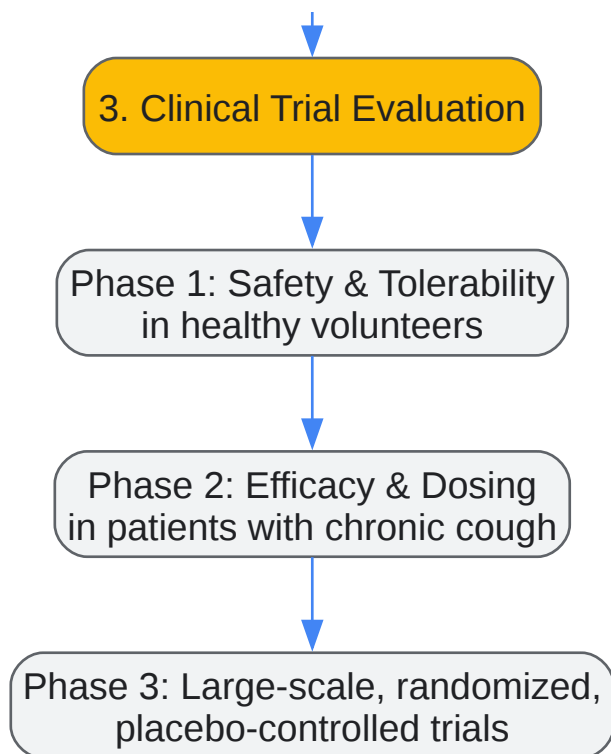 3. Clinical Trial Evaluation
Phase 1: Safety & Tolerability
in healthy volunteers
Phase 2: Efficacy & Dosing
in patients with chronic cough
Phase 3: Large-scale, randomized,
placebo-controlled trials